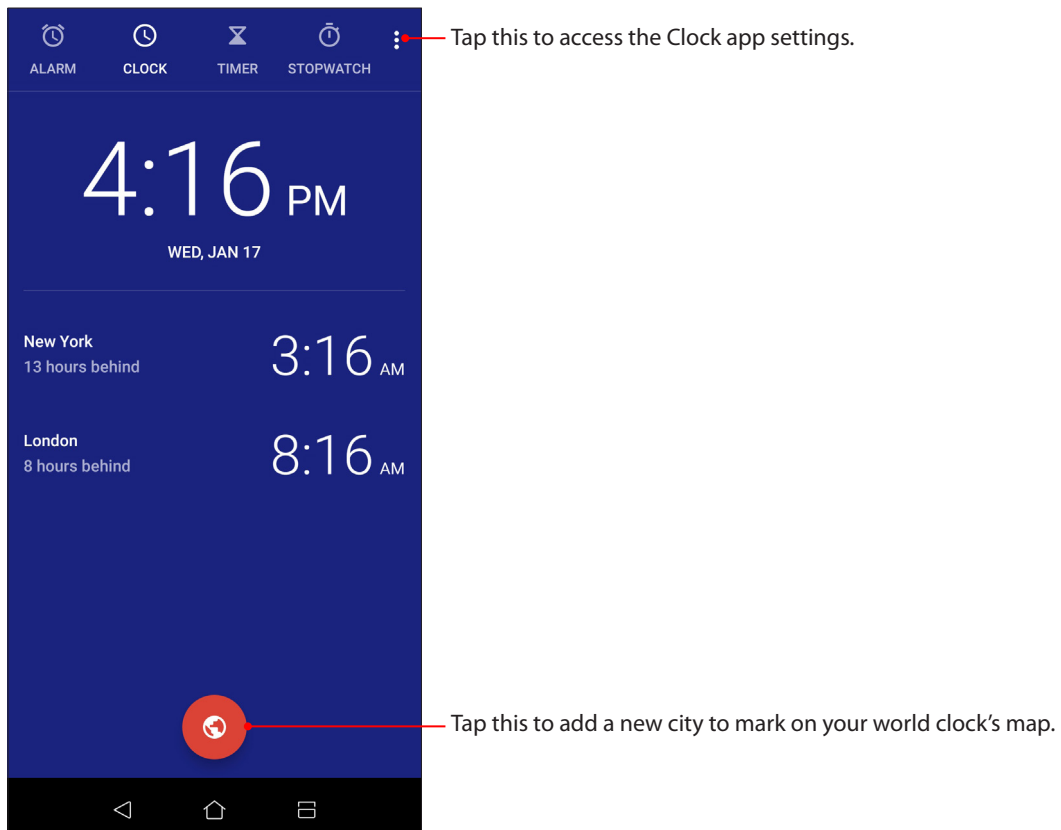 Tap this to access the Clock app settings.
ALARM CLOCK TIMER STOPWATCH
4:16 PM
WED, JAN 17
New York
13 hours behind
3:16 AM
London
8 hours behind
8:16 AM
Tap this to add a new city to mark on your world clock’s map.